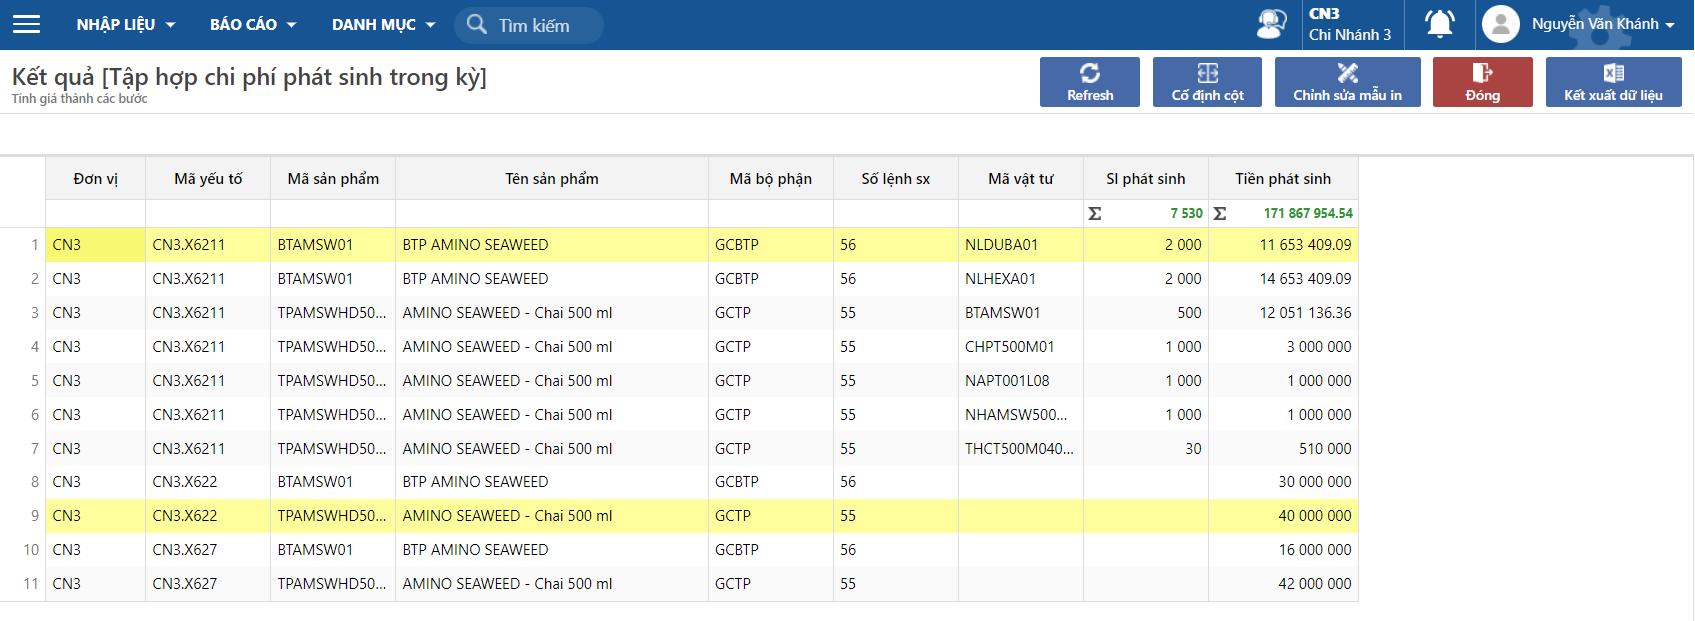 NHẬP LIỆU BÁO CÁO DANH MỤC Tìm kiếm CN3 Chi Nhánh 3 Nguyễn Văn Khánh
Kết quả [Tập hợp chi phí phát sinh trong kỳ]
Tính giá thành các bước
Refresh Cố định cột Chỉnh sửa mẫu in Đóng Kết xuất dữ liệu
Đơn vị Mã yếu tố Mã sản phẩm Tên sản phẩm Mã bộ phận Số lệnh sx Mã vật tư Sl phát sinh Tiền phát sinh
Σ 7 530 Σ 171 867 954.54
1 CN3 CN3.X6211 BTAMSW01 BTP AMINO SEAWEED GCBTP 56 NLDUBA01 2 000 11 653 409.09
2 CN3 CN3.X6211 BTAMSW01 BTP AMINO SEAWEED GCBTP 56 NLHEXA01 2 000 14 653 409.09
3 CN3 CN3.X6211 TPAMSWHD50... AMINO SEAWEED - Chai 500 ml GCTP 55 BTAMSW01 500 12 051 136.36
4 CN3 CN3.X6211 TPAMSWHD50... AMINO SEAWEED - Chai 500 ml GCTP 55 CHPT500M01 1 000 3 000 000
5 CN3 CN3.X6211 TPAMSWHD50... AMINO SEAWEED - Chai 500 ml GCTP 55 NAPT001L08 1 000 1 000 000
6 CN3 CN3.X6211 TPAMSWHD50... AMINO SEAWEED - Chai 500 ml GCTP 55 NHAMSW500... 1 000 1 000 000
7 CN3 CN3.X6211 TPAMSWHD50... AMINO SEAWEED - Chai 500 ml GCTP 55 THCT500M040... 30 510 000
8 CN3 CN3.X622 BTAMSW01 BTP AMINO SEAWEED GCBTP 56 30 000 000
9 CN3 CN3.X622 TPAMSWHD50... AMINO SEAWEED - Chai 500 ml GCTP 55 40 000 000
10 CN3 CN3.X627 BTAMSW01 BTP AMINO SEAWEED GCBTP 56 16 000 000
11 CN3 CN3.X627 TPAMSWHD50... AMINO SEAWEED - Chai 500 ml GCTP 55 42 000 000